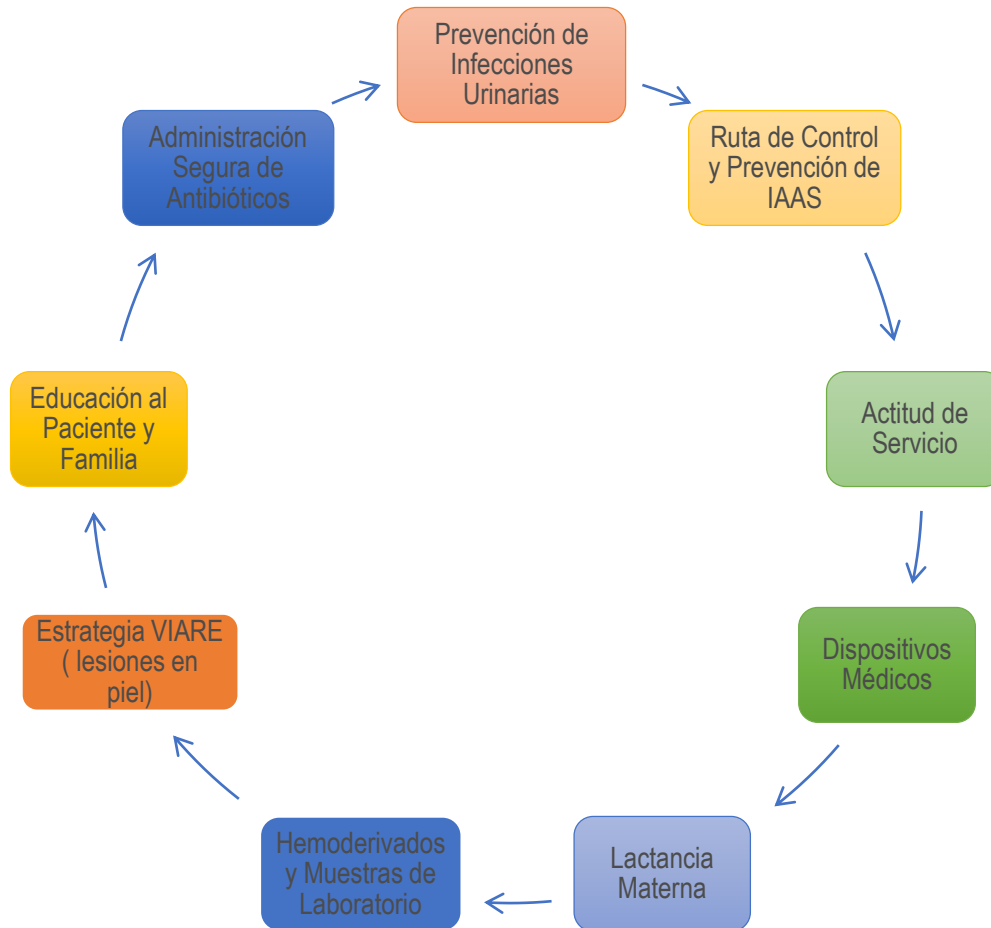 Prevención de
Infecciones
Urinarias
Ruta de Control
y Prevención de
IAAS
Actitud de
Servicio
Dispositivos
Médicos
Lactancia
Materna
Hemoderivados
y Muestras de
Laboratorio
Estrategia VIARE
( lesiones en
piel)
Educación al
Paciente y
Familia
Administración
Segura de
Antibióticos